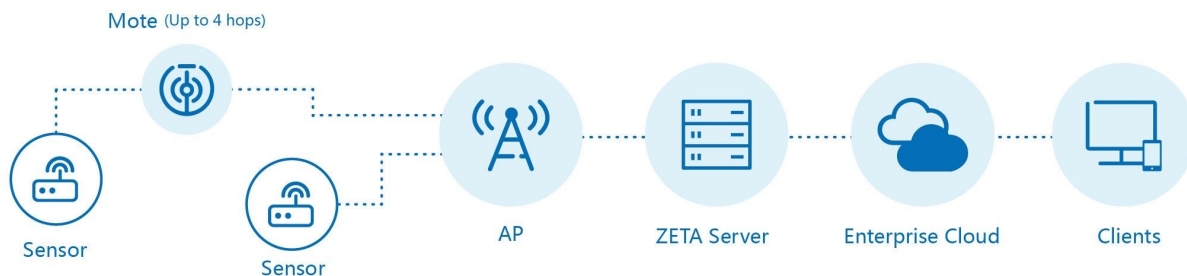 Mote (Up to 4 hops)
Sensor
Sensor
AP
ZETA Server
Enterprise Cloud
Clients